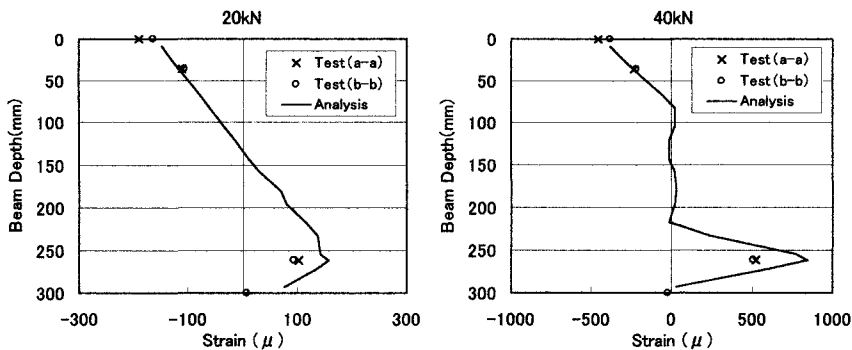 20kN
0
50
100
150
200
250
300
Beam Depth(mm)
-300
-100
100
300
Strain (μ)
Test(a-a)
Test(b-b)
Analysis
40kN
0
50
100
150
200
250
300
Beam Depth(mm)
-1000
-500
0
500
1000
Strain (μ)
Test(a-a)
Test(b-b)
Analysis